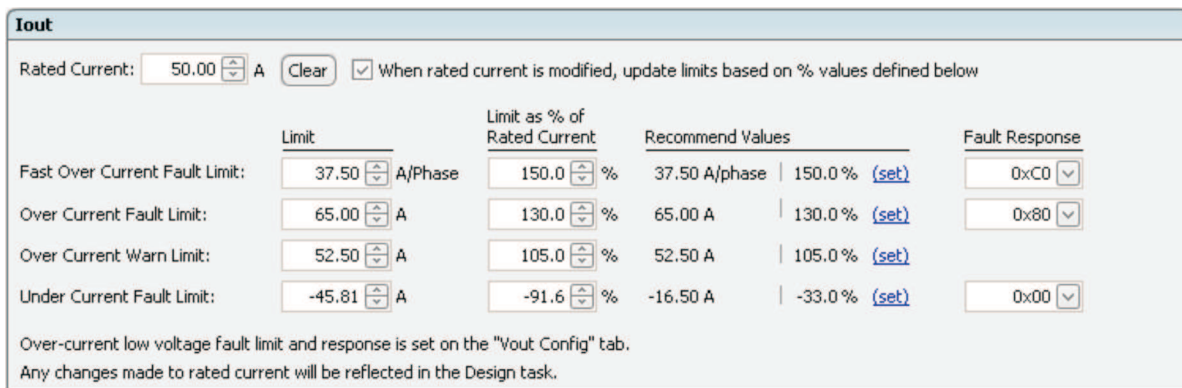 Iout
Rated Current: 50.00 A Clear When rated current is modified, update limits based on % values defined below
Limit as % of
Limit Rated Current Recommend Values Fault Response
Fast Over Current Fault Limit: 37.50 A/Phase 150.0 % 37.50 A/phase | 150.0 % (set) 0xC0
Over Current Fault Limit: 65.00 A 130.0 % 65.00 A | 130.0 % (set) 0x80
Over Current Warn Limit: 52.50 A 105.0 % 52.50 A | 105.0 % (set)
Under Current Fault Limit: -45.81 A -91.6 % -16.50 A | -33.0 % (set) 0x00
Over-current low voltage fault limit and response is set on the "Vout Config" tab.
Any changes made to rated current will be reflected in the Design task.